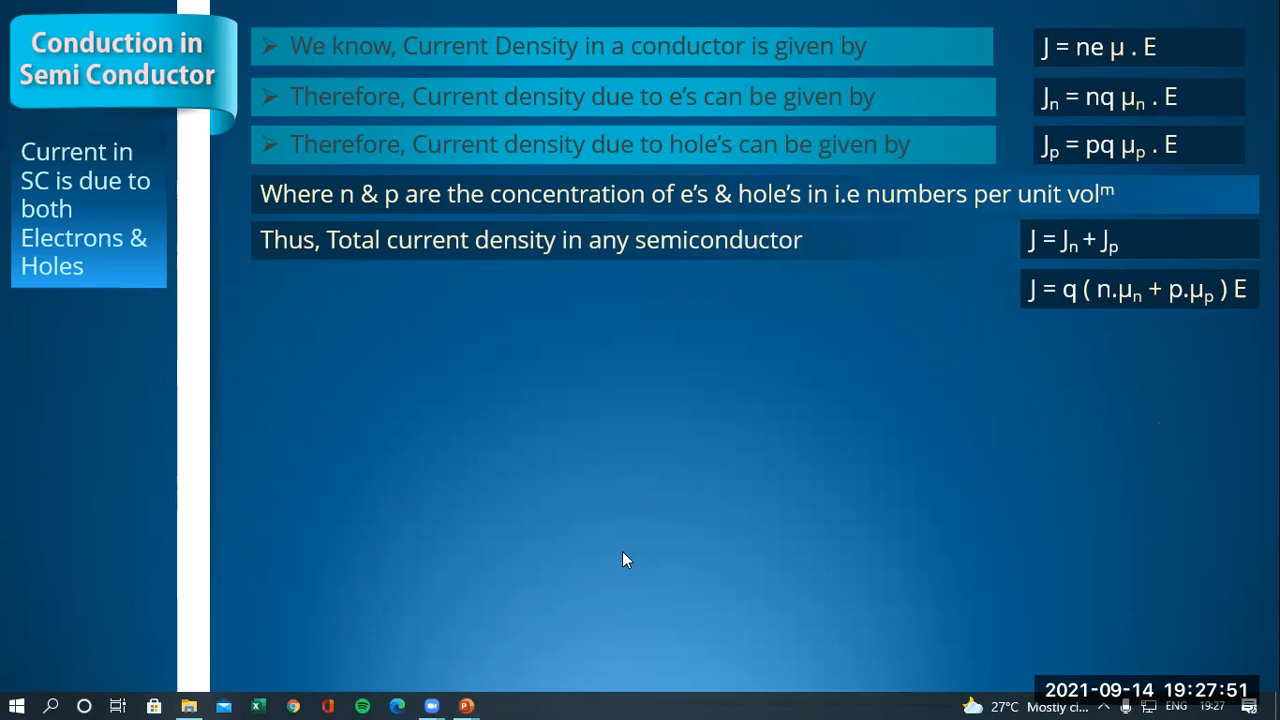 Conduction in
Semi Conductor
Current in
SC is due to
both
Electrons &
Holes
➢ We know, Current Density in a conductor is given by
J = ne µ . E
➢ Therefore, Current density due to e's can be given by
Jₙ = nq µₙ . E
➢ Therefore, Current density due to hole's can be given by
Jₚ = pq µₚ . E
Where n & p are the concentration of e's & hole's in i.e numbers per unit volᵐ
Thus, Total current density in any semiconductor
J = Jₙ + Jₚ
J = q ( n.µₙ + p.µₚ ) E
2021-09-14 19:27:51
27°C Mostly cl... ENG 19:27